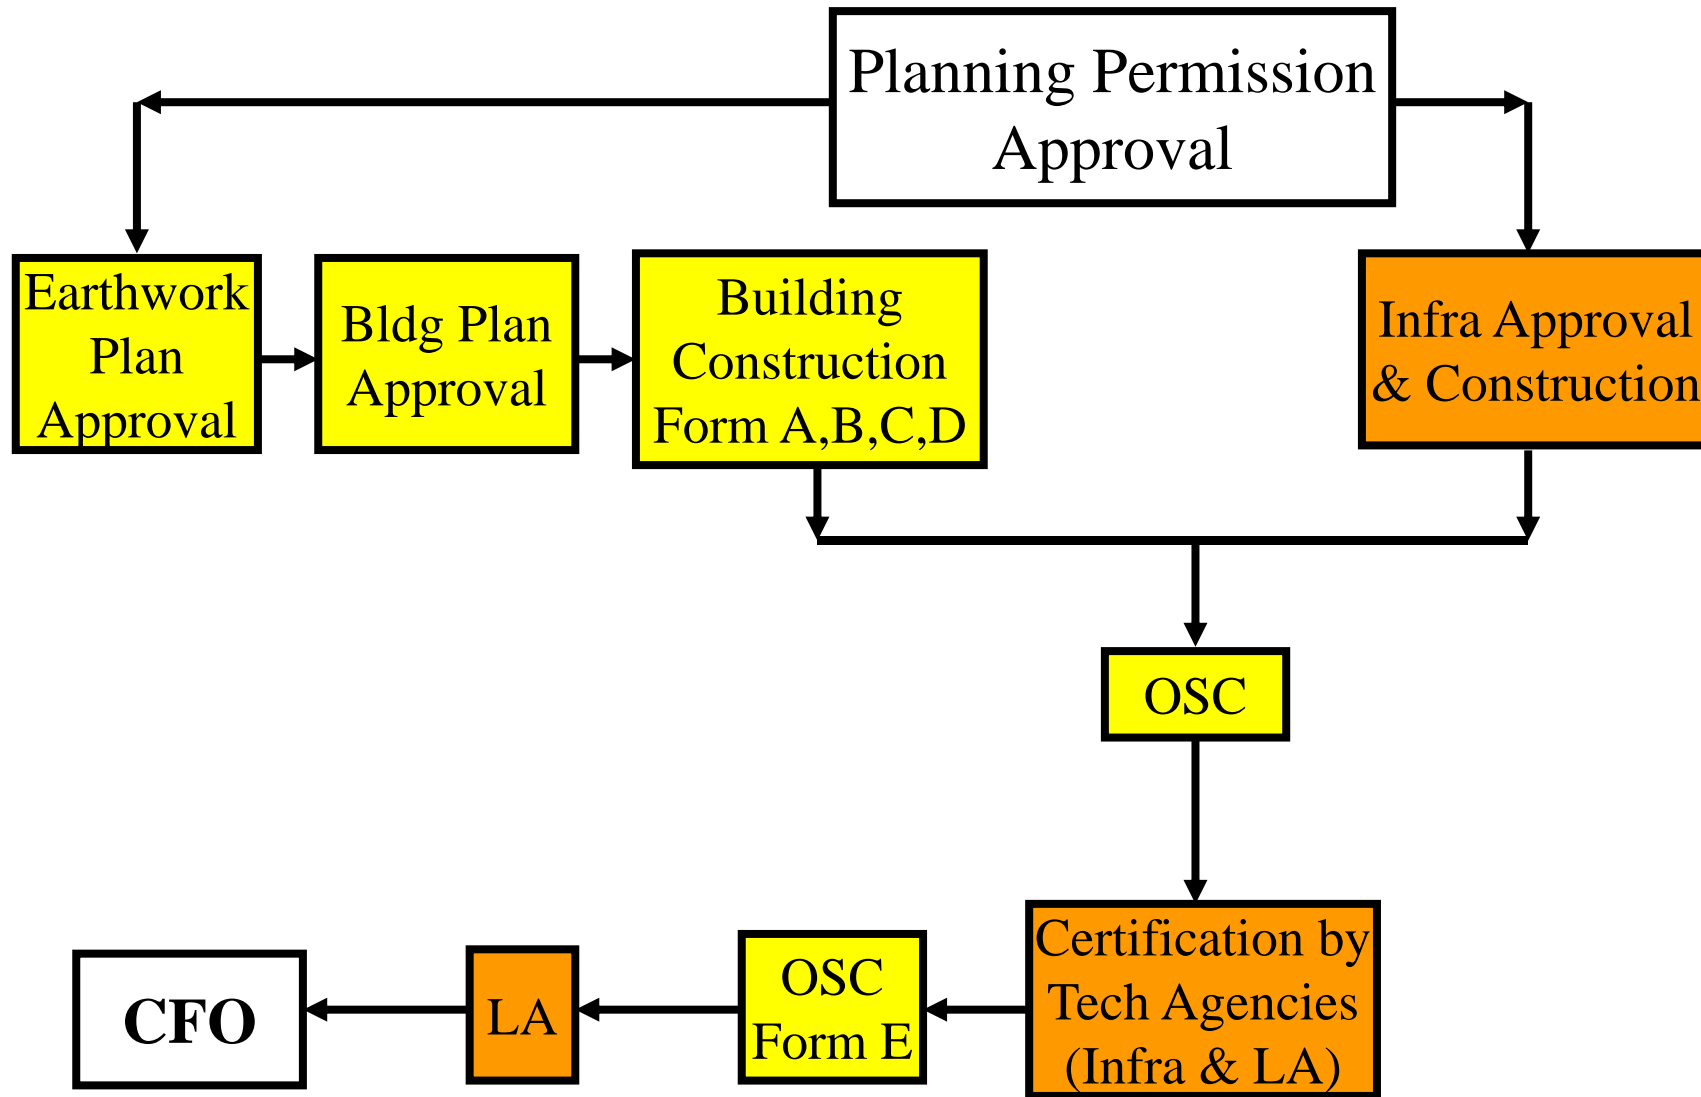 Planning Permission
Approval
Earthwork
Plan
Approval
Bldg Plan
Approval
Building
Construction
Form A,B,C,D
Infra Approval
& Construction
OSC
Certification by
Tech Agencies
(Infra & LA)
OSC
Form E
LA
CFO